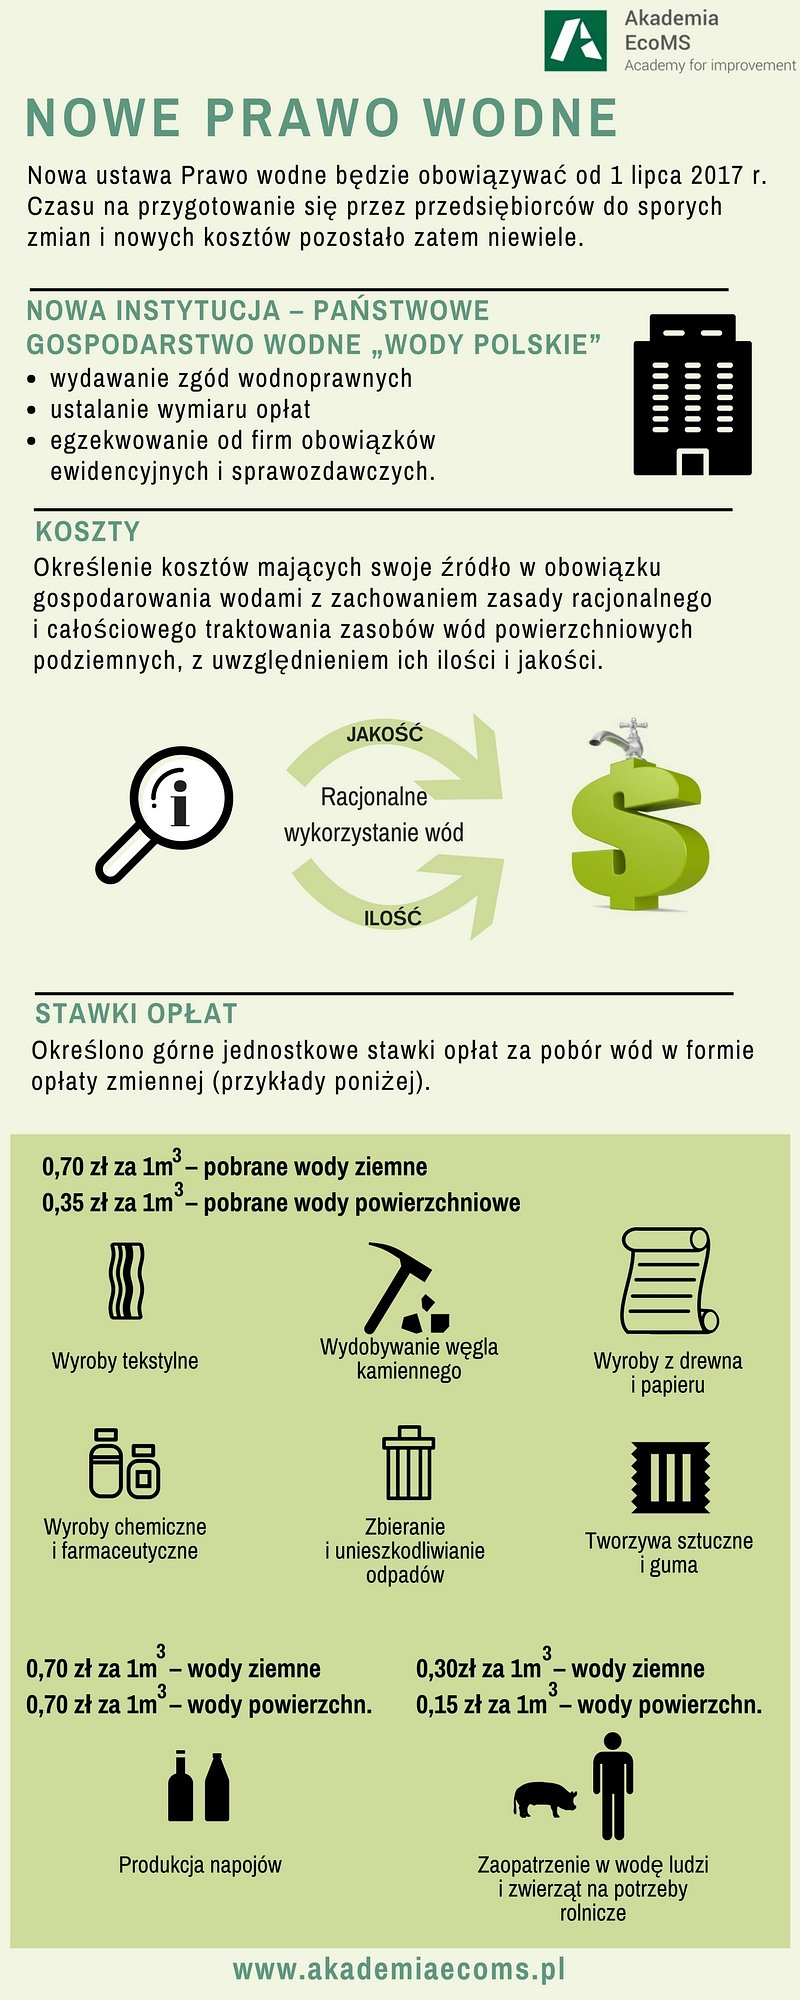 Akademia
EcoMS
Academy for improvement
NOWE PRAWO WODNE
Nowa ustawa Prawo wodne będzie obowiązywać od 1 lipca 2017 r.
Czasu na przygotowanie się przez przedsiębiorców do sporych
zmian i nowych kosztów pozostało zatem niewiele.
NOWA INSTYTUCJA – PAŃSTWOWE
GOSPODARSTWO WODNE „WODY POLSKIE”
• wydawanie zgód wodnoprawnych
• ustalanie wymiaru opłat
• egzekwowanie od firm obowiązków
ewidencyjnych i sprawozdawczych.
KOSZTY
Określenie kosztów mających swoje źródło w obowiązku
gospodarowania wodami z zachowaniem zasady racjonalnego
i całościowego traktowania zasobów wód powierzchniowych
podziemnych, z uwzględnieniem ich ilości i jakości.
JAKOŚĆ
i
Racjonalne
wykorzystanie wód
ILOŚĆ
STAWKI OPŁAT
Określono górne jednostkowe stawki opłat za pobór wód w formie
opłaty zmiennej (przykłady poniżej).
0,70 zł za 1m³ – pobrane wody ziemne
0,35 zł za 1m³ – pobrane wody powierzchniowe
Wyroby tekstylne
Wydobywanie węgla
kamiennego
Wyroby z drewna
i papieru
Wyroby chemiczne
i farmaceutyczne
Zbieranie
i unieszkodliwianie
odpadów
Tworzywa sztuczne
i guma
0,70 zł za 1m³ – wody ziemne
0,70 zł za 1m³ – wody powierzchn.
0,30zł za 1m³ – wody ziemne
0,15 zł za 1m³ – wody powierzchn.
Produkcja napojów
Zaopatrzenie w wodę ludzi
i zwierząt na potrzeby
rolnicze
www.akademiaecoms.pl